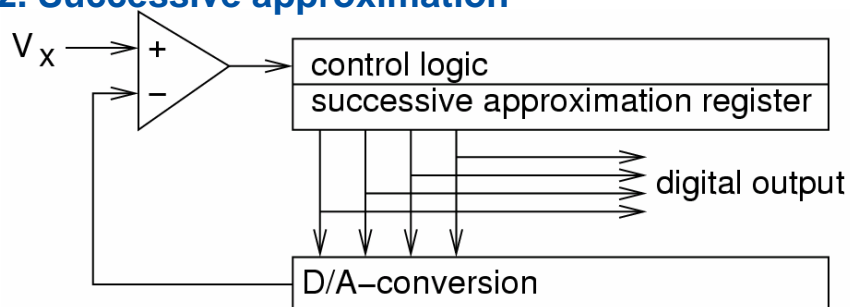 2. Successive approximation
V x
+
−
control logic
successive approximation register
digital output
D/A−conversion